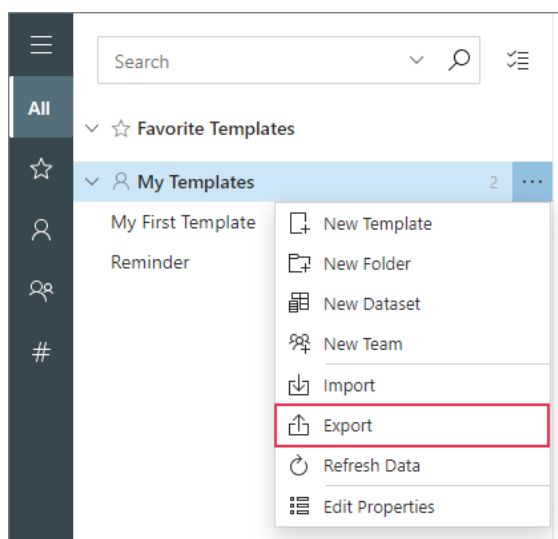 Search
All
Favorite Templates
My Templates 2 ...
My First Template
Reminder
New Template
New Folder
New Dataset
New Team
Import
Export
Refresh Data
Edit Properties
#